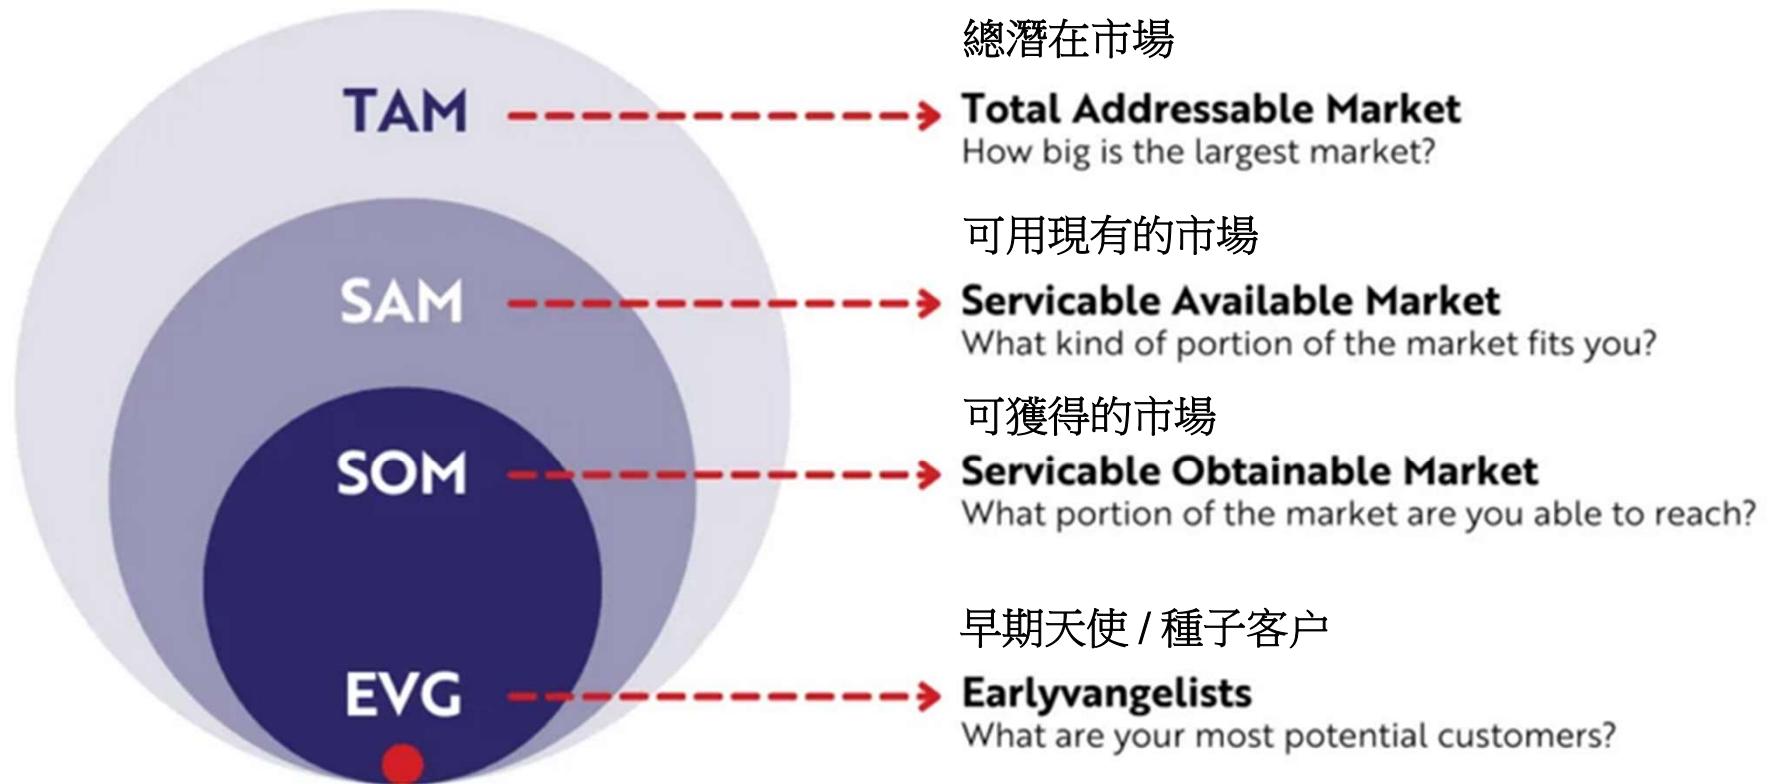 總潛在市場
TAM
Total Addressable Market
How big is the largest market?
可用現有的市場
SAM
Servicable Available Market
What kind of portion of the market fits you?
可獲得的市場
SOM
Servicable Obtainable Market
What portion of the market are you able to reach?
早期天使 / 種子客户
EVG
Earlyvangelists
What are your most potential customers?